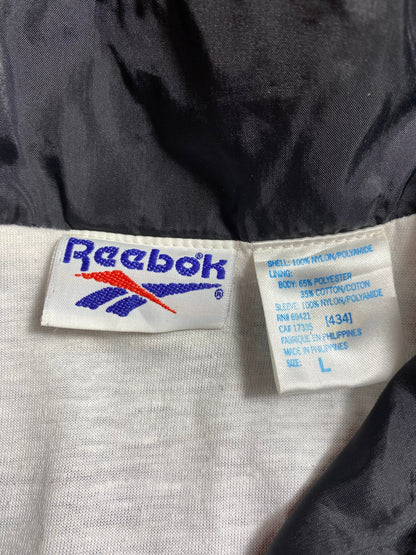 Reebok
®
SHELL: 100% NYLON/POLYAMIDE
LINING:
BODY: 65% POLYESTER
35% COTTON/COTON
SLEEVE: 100% NYLON/POLYAMIDE
RN# 69421
CA# 17335 [434]
FABRIQUE EN PHILIPPINES
MADE IN PHILIPPINES
SIZE: L